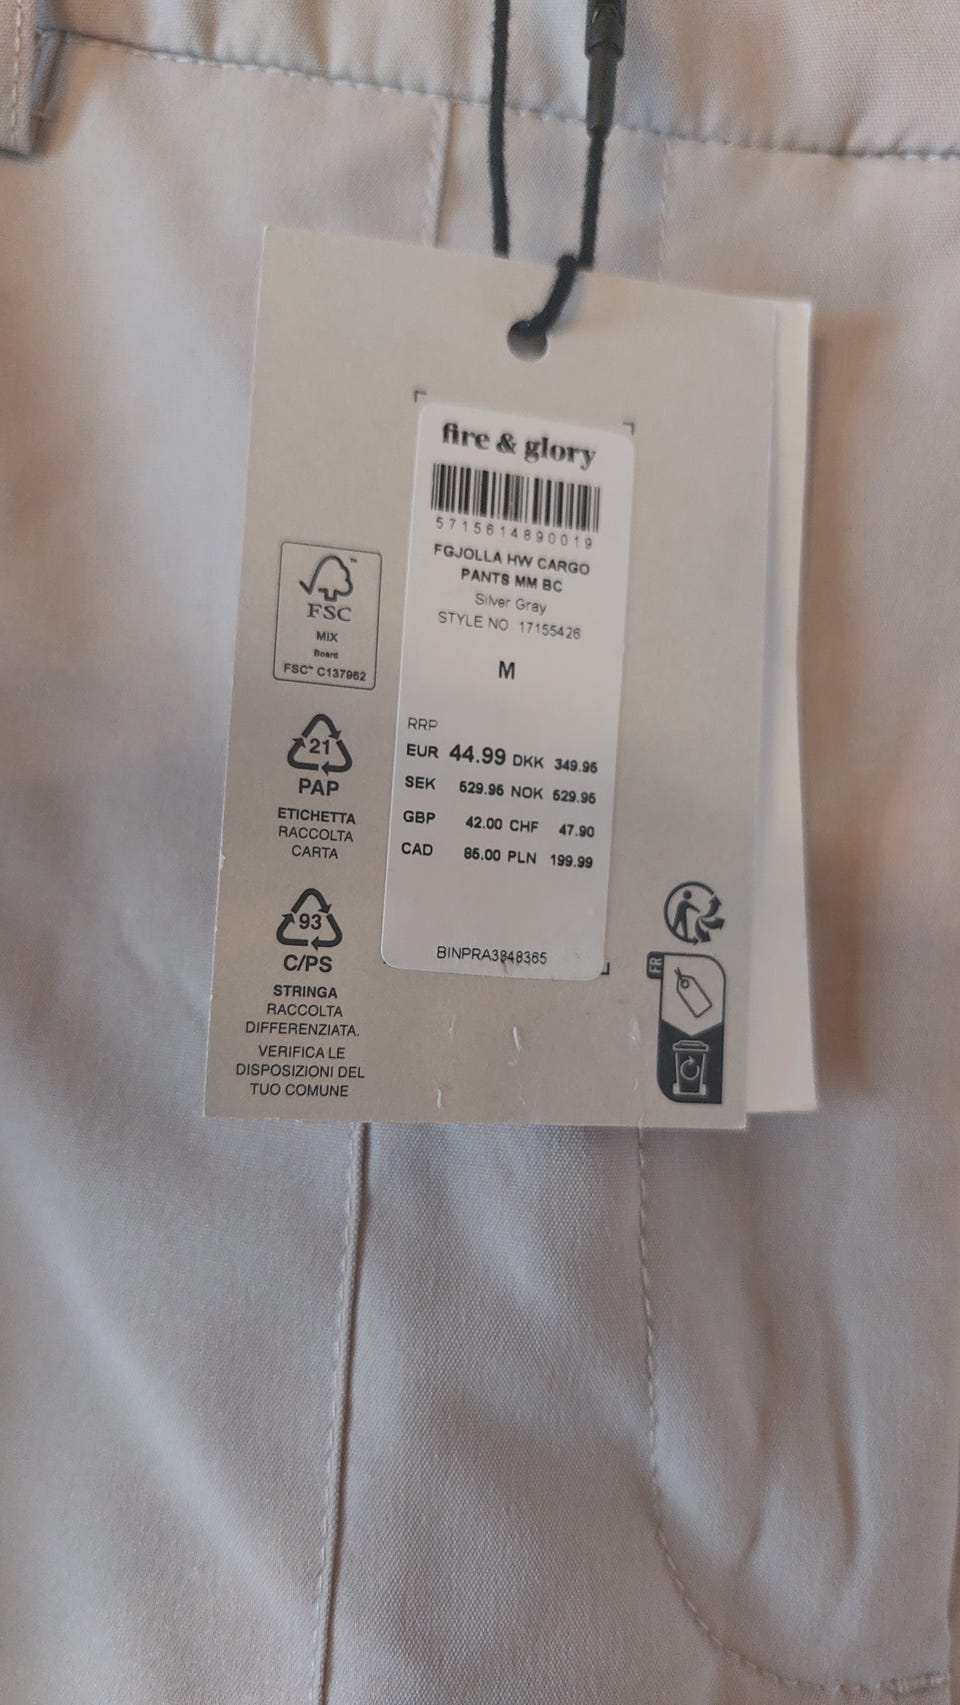 fire & glory
5715614890019
FGJOLLA HW CARGO
PANTS MM BC
Silver Gray
STYLE NO 17155426
M
RRP
EUR 44.99 DKK 349.95
SEK 529.95 NOK 529.95
GBP 42.00 CHF 47.90
CAD 85.00 PLN 199.99
BINPRA3848365
FSC™
MIX
Board
FSC™ C137962
21
PAP
ETICHETTA
RACCOLTA
CARTA
93
C/PS
STRINGA
RACCOLTA
DIFFERENZIATA.
VERIFICA LE
DISPOSIZIONI DEL
TUO COMUNE
FR